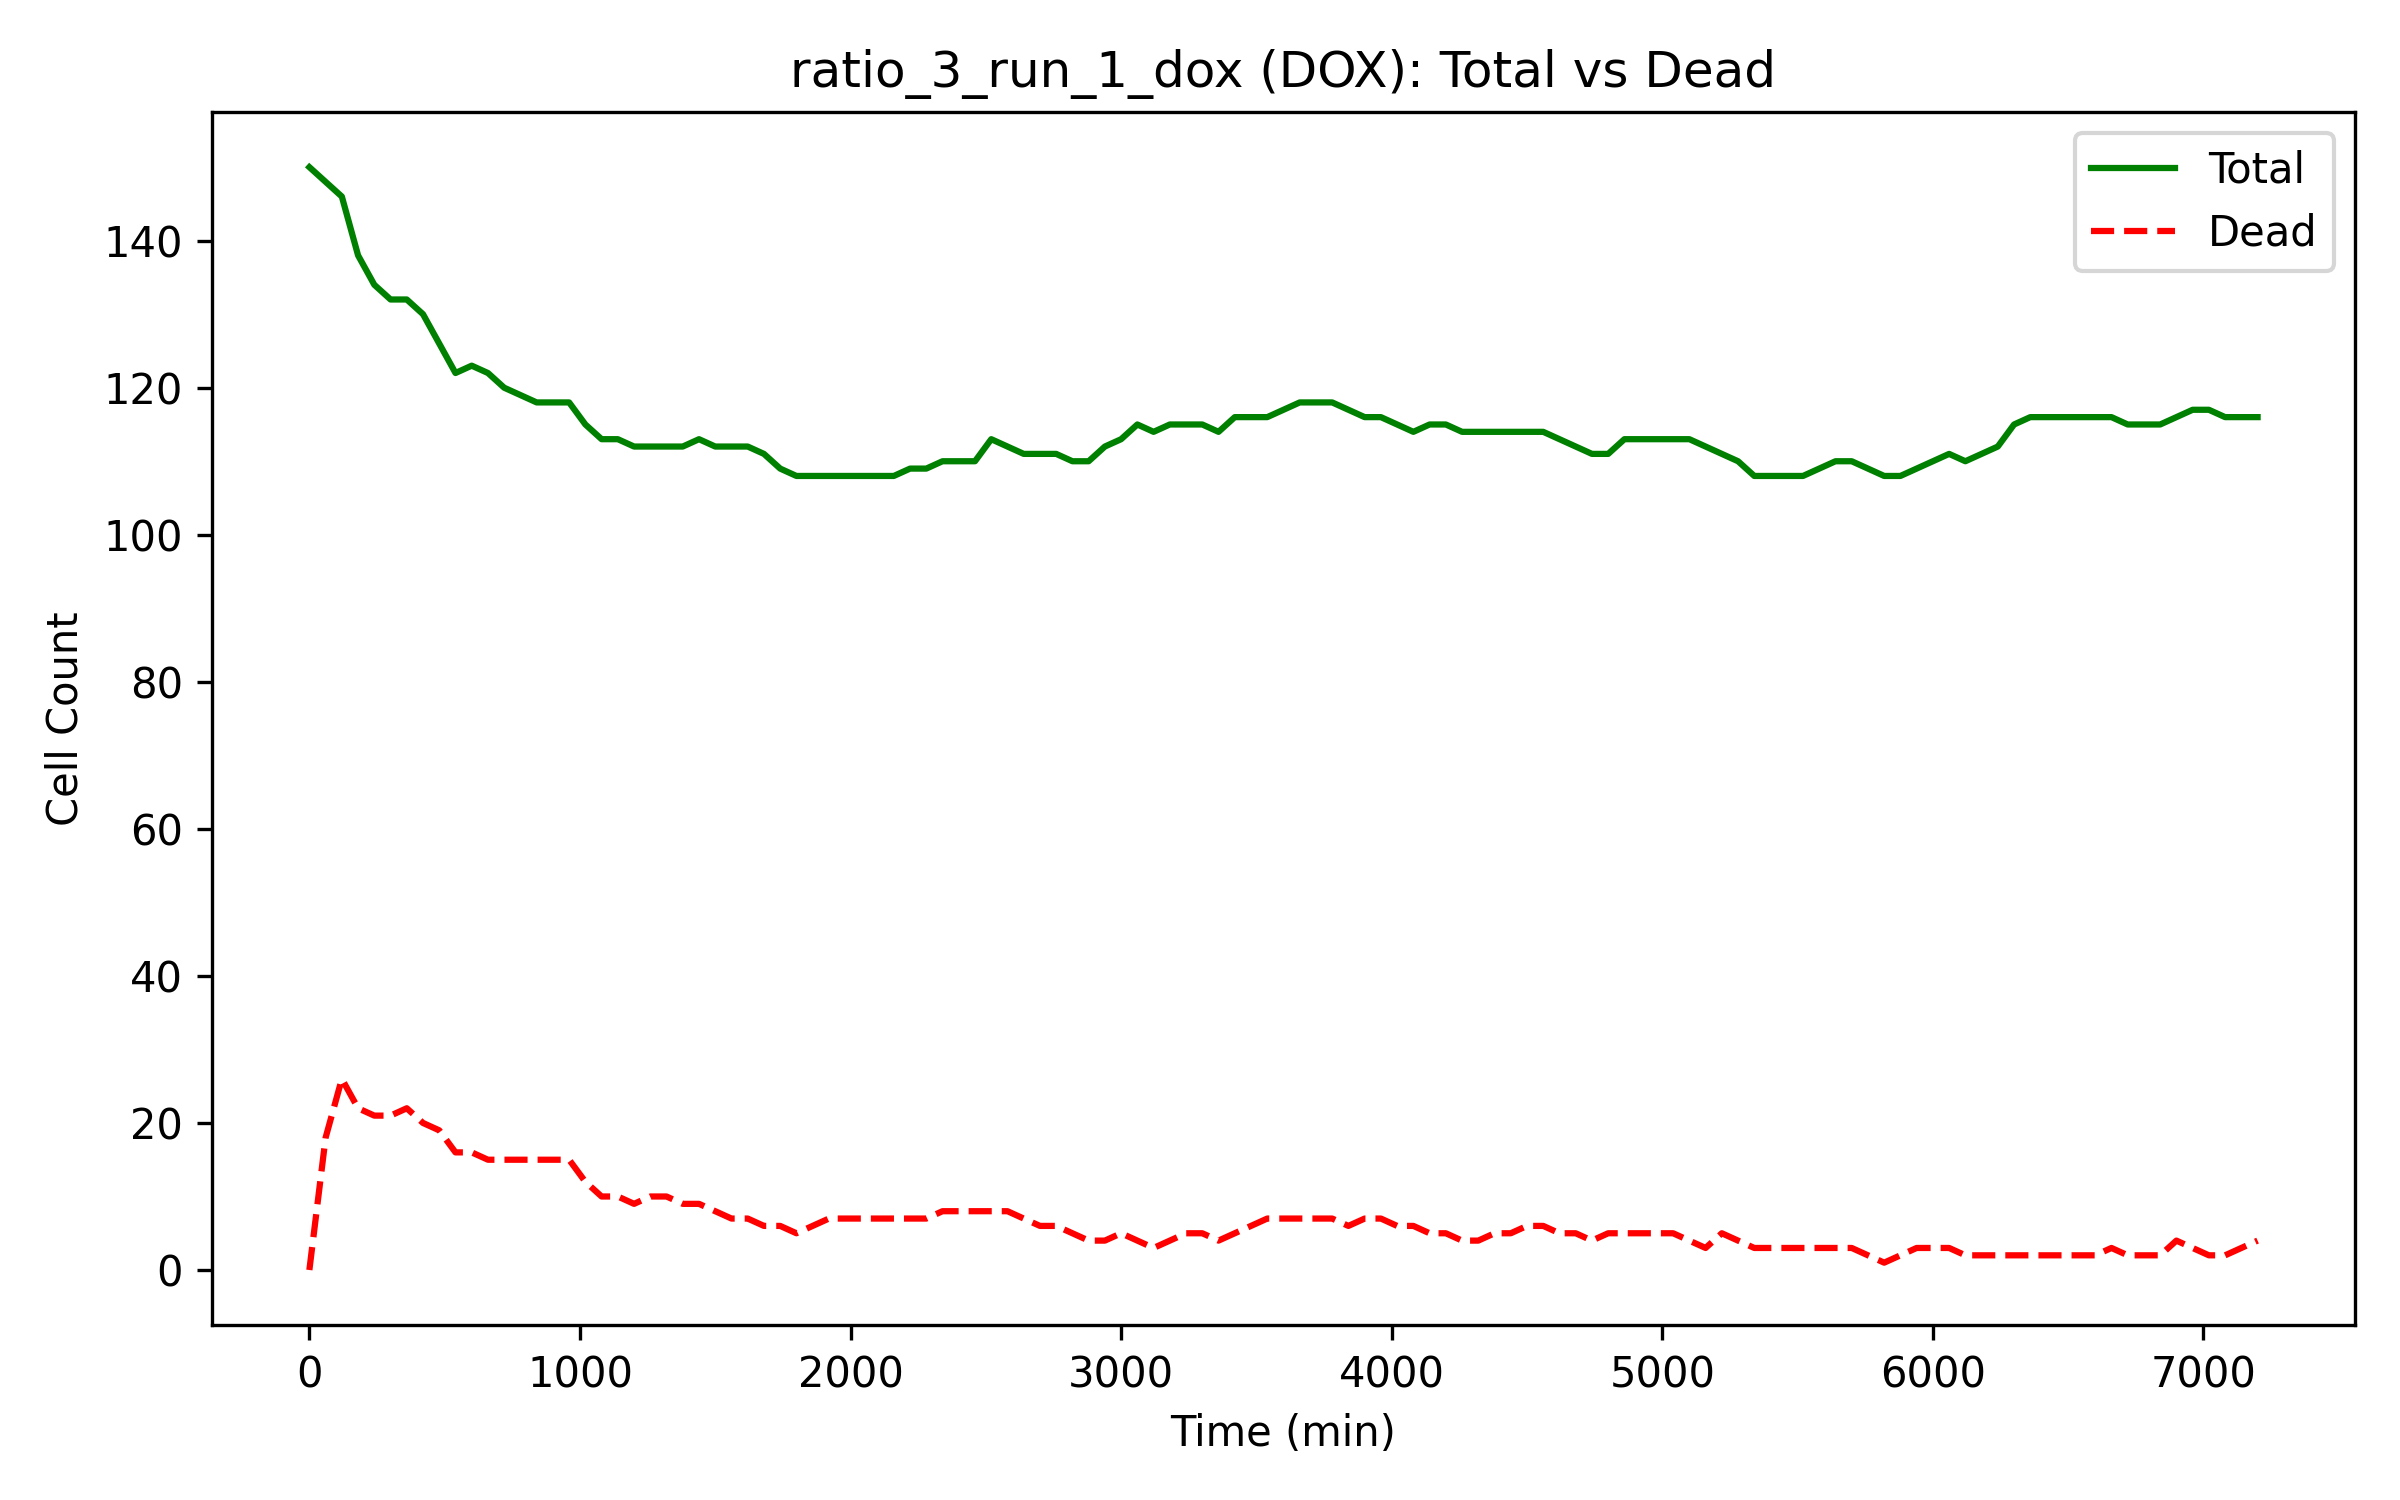 ratio_3_run_1_dox (DOX): Total vs Dead
Total
Dead
140
120
100
80
60
40
20
0
Cell Count
0 1000 2000 3000 4000 5000 6000 7000
Time (min)